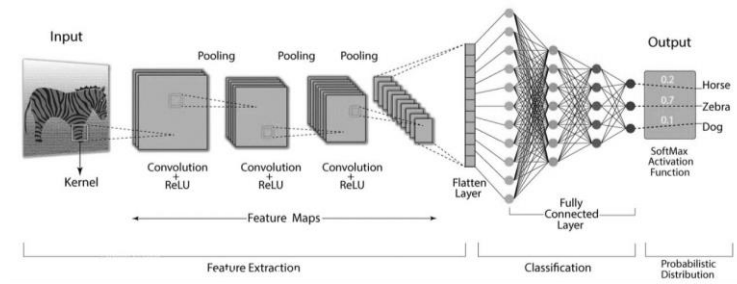 Input
Kernel
Pooling
Pooling
Pooling
Convolution
+
ReLU
Convolution
+
ReLU
Convolution
+
ReLU
Feature Maps
Flatten
Layer
Fully
Connected
Layer
Output
0.2
0.7
0.1
Horse
Zebra
Dog
SoftMax
Activation
Function
Feature Extraction
Classification
Probabilistic
Distribution